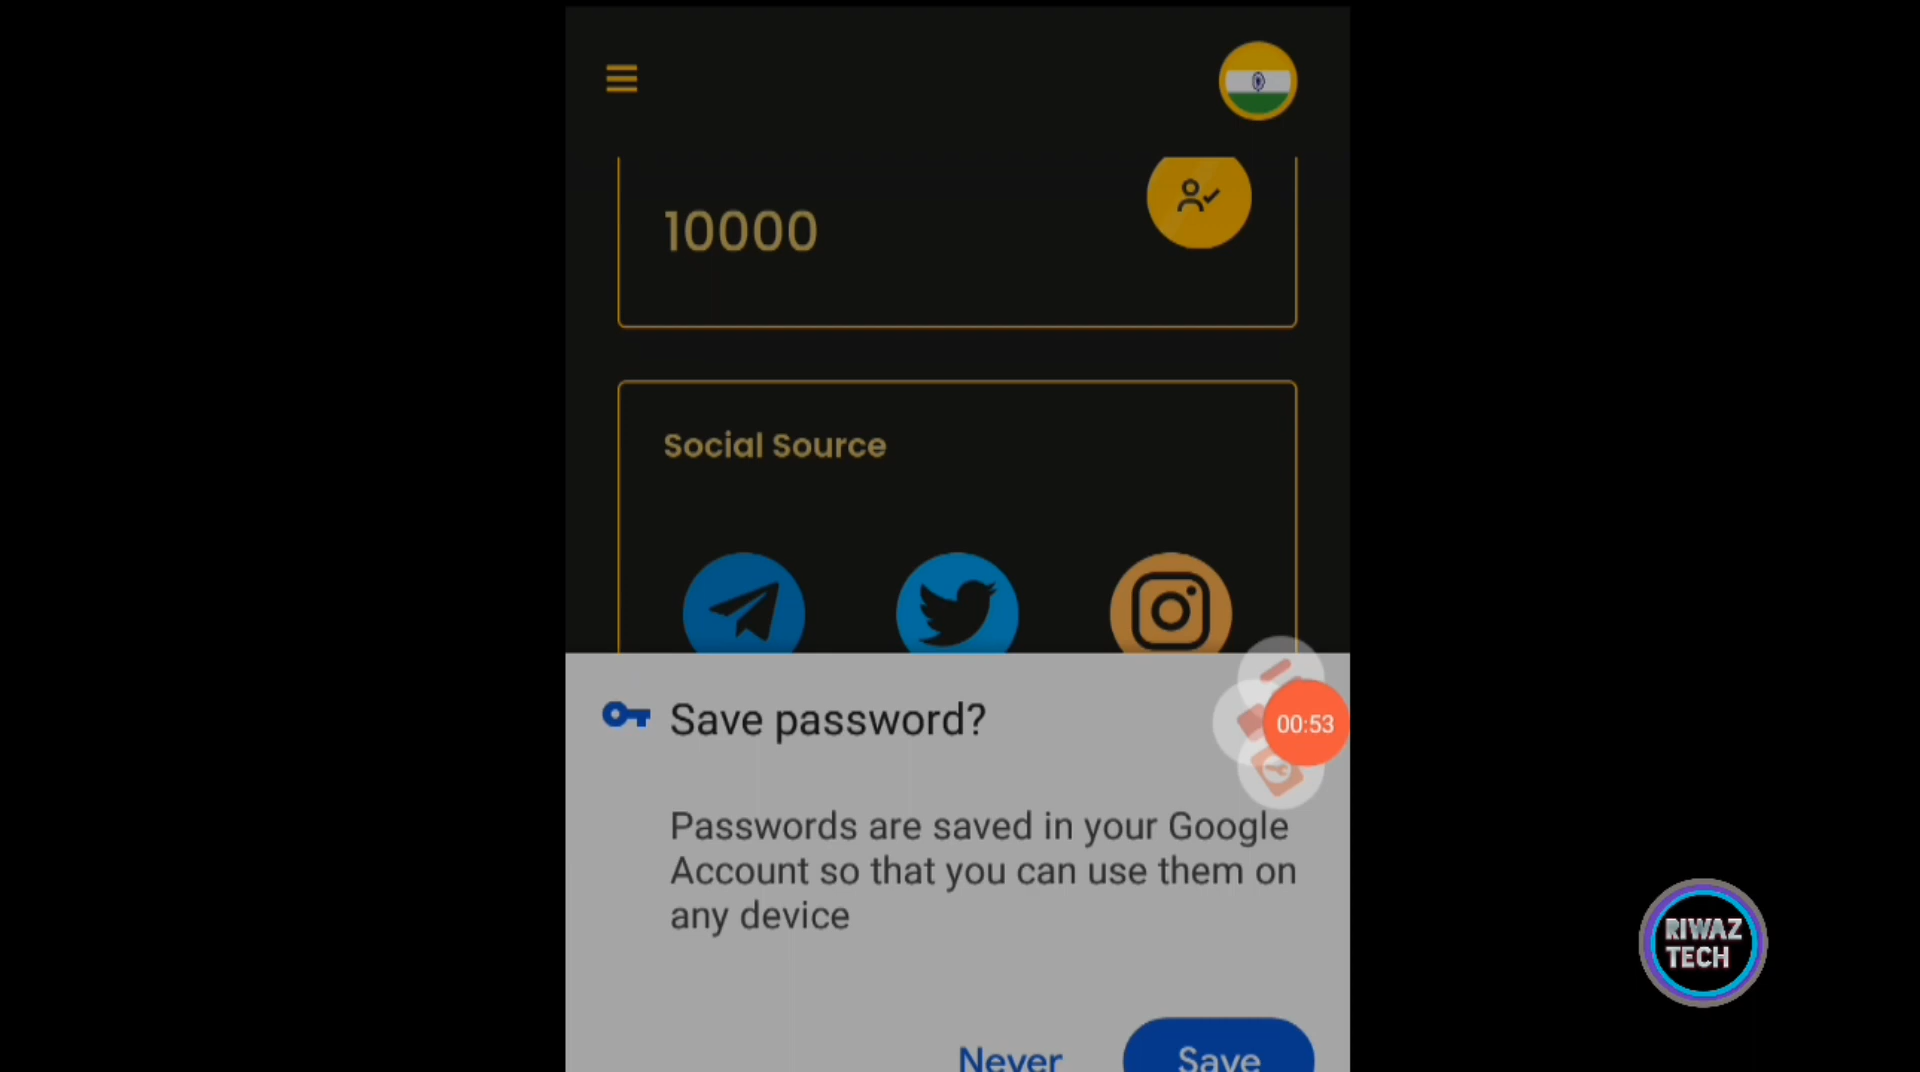 10000
Social Source
Save password?
00:53
Passwords are saved in your Google
Account so that you can use them on
any device
Never
Save
RIWAZ
TECH